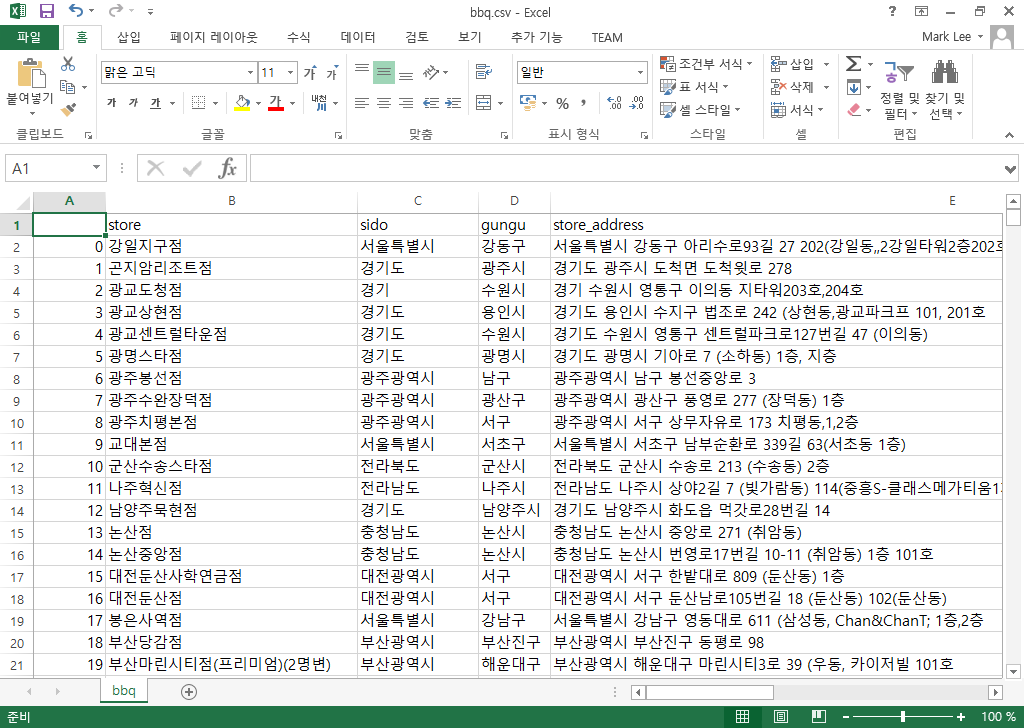 bbq.csv - Excel
파일 홈 삽입 페이지 레이아웃 수식 데이터 검토 보기 추가 기능 TEAM Mark Lee
붙여넣기 맑은 고딕 11 가 가 일반 조건부 서식 삽입
가 가 가 내천 % , 표 서식 삭제 정렬 및 필터 찾기 및 선택
셀 스타일 서식
클립보드 글꼴 맞춤 표시 형식 스타일 셀 편집
A1 fx
A B C D E
1 store sido gungu store_address
2 0 강일지구점 서울특별시 강동구 서울특별시 강동구 아리수로93길 27 202(강일동,,2강일타워2층202호
3 1 곤지암리조트점 경기도 광주시 경기도 광주시 도척면 도척윗로 278
4 2 광교도청점 경기 수원시 경기 수원시 영통구 이의동 지타워203호,204호
5 3 광교상현점 경기도 용인시 경기도 용인시 수지구 법조로 242 (상현동,광교파크프 101, 201호
6 4 광교센트럴타운점 경기도 수원시 경기도 수원시 영통구 센트럴파크로127번길 47 (이의동)
7 5 광명스타점 경기도 광명시 경기도 광명시 기아로 7 (소하동) 1층, 지층
8 6 광주봉선점 광주광역시 남구 광주광역시 남구 봉선중앙로 3
9 7 광주수완장덕점 광주광역시 광산구 광주광역시 광산구 풍영로 277 (장덕동) 1층
10 8 광주치평본점 광주광역시 서구 광주광역시 서구 상무자유로 173 치평동,1,2층
11 9 교대본점 서울특별시 서초구 서울특별시 서초구 남부순환로 339길 63(서초동 1층)
12 10 군산수송스타점 전라북도 군산시 전라북도 군산시 수송로 213 (수송동) 2층
13 11 나주혁신점 전라남도 나주시 전라남도 나주시 상야2길 7 (빛가람동) 114(중흥S-클래스메가티움1
14 12 남양주묵현점 경기도 남양주시 경기도 남양주시 화도읍 먹갓로28번길 14
15 13 논산점 충청남도 논산시 충청남도 논산시 중앙로 271 (취암동)
16 14 논산중앙점 충청남도 논산시 충청남도 논산시 번영로17번길 10-11 (취암동) 1층 101호
17 15 대전둔산사학연금점 대전광역시 서구 대전광역시 서구 한밭대로 809 (둔산동) 1층
18 16 대전둔산점 대전광역시 서구 대전광역시 서구 둔산남로105번길 18 (둔산동) 102(둔산동)
19 17 봉은사역점 서울특별시 강남구 서울특별시 강남구 영동대로 611 (삼성동, Chan&ChanT; 1층,2층
20 18 부산당감점 부산광역시 부산진구 부산광역시 부산진구 동평로 98
21 19 부산마린시티점(프리미엄)(2명변) 부산광역시 해운대구 부산광역시 해운대구 마린시티3로 39 (우동, 카이저빌 101호
bbq
준비 100 %